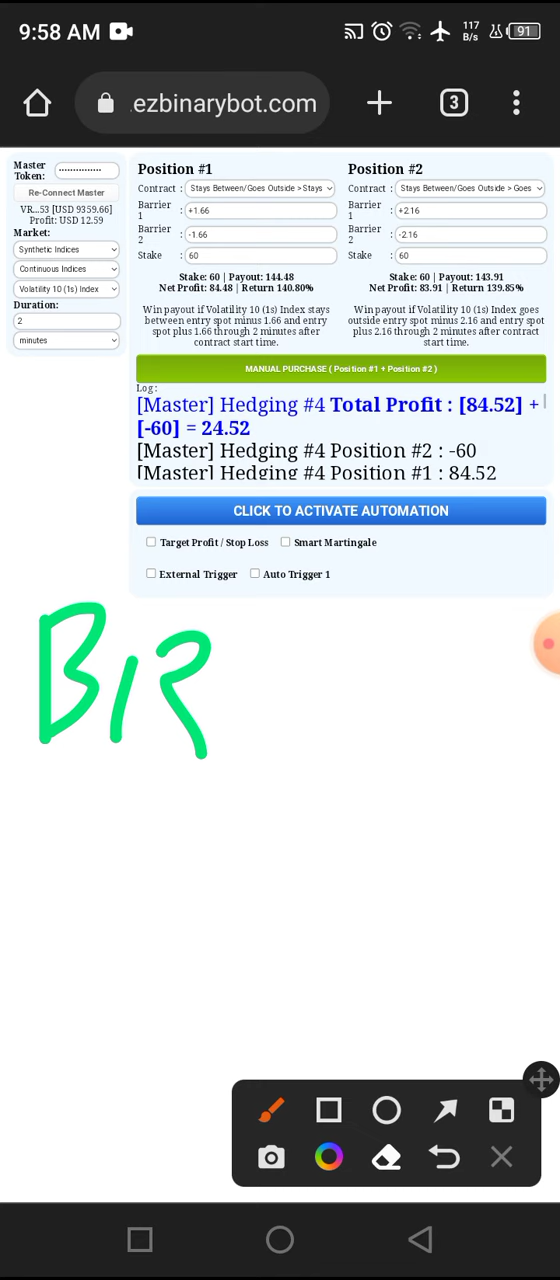 9:58 AM
117 B/s
91
.ezbinarybot.com
3
Master Token: ···············
Re-Connect Master
VR...53 [USD 9359.66]
Profit: USD 12.59
Market:
Synthetic Indices
Continuous Indices
Volatility 10 (1s) Index
Duration:
2
minutes
Position #1
Contract : Stays Between/Goes Outside > Stays
Barrier 1 : +1.66
Barrier 2 : -1.66
Stake : 60
Stake: 60 | Payout: 144.48
Net Profit: 84.48 | Return 140.80%
Win payout if Volatility 10 (1s) Index stays
between entry spot minus 1.66 and entry
spot plus 1.66 through 2 minutes after
contract start time.
Position #2
Contract : Stays Between/Goes Outside > Goes
Barrier 1 : +2.16
Barrier 2 : -2.16
Stake : 60
Stake: 60 | Payout: 143.91
Net Profit: 83.91 | Return 139.85%
Win payout if Volatility 10 (1s) Index goes
outside entry spot minus 2.16 and entry
spot plus 2.16 through 2 minutes after
contract start time.
MANUAL PURCHASE ( Position #1 + Position #2 )
Log :
[Master] Hedging #4 Total Profit : [84.52] +
[-60] = 24.52
[Master] Hedging #4 Position #2 : -60
[Master] Hedging #4 Position #1 : 84.52
CLICK TO ACTIVATE AUTOMATION
Target Profit / Stop Loss
Smart Martingale
External Trigger
Auto Trigger 1